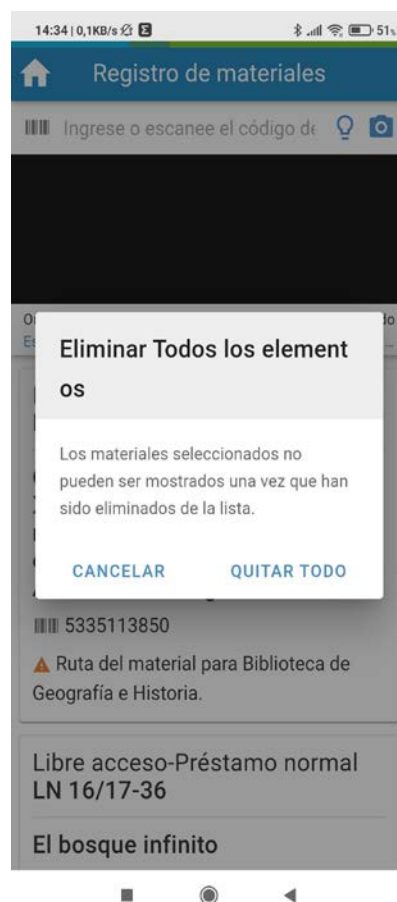 14:34 | 0,1KB/s
51%
Registro de materiales
Ingrese o escanee el código de
Eliminar Todos los element
os
Los materiales seleccionados no
pueden ser mostrados una vez que han
sido eliminados de la lista.
CANCELAR QUITAR TODO
5335113850
Ruta del material para Biblioteca de
Geografía e Historia.
Libre acceso-Préstamo normal
LN 16/17-36
El bosque infinito